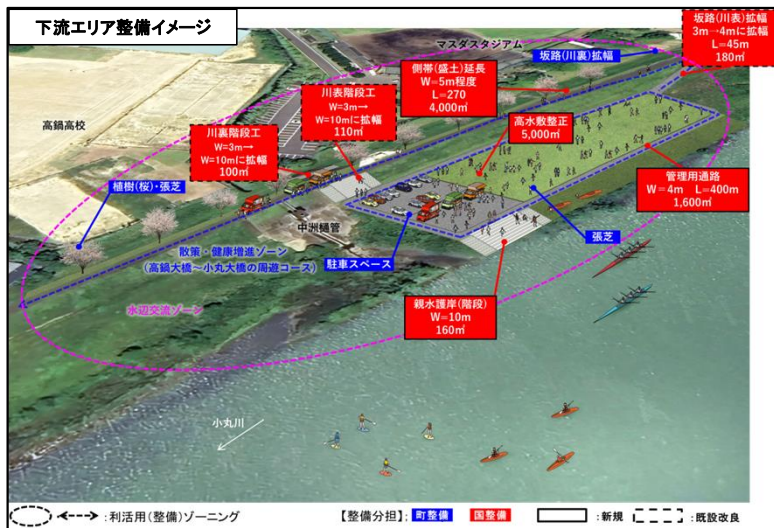 下流エリア整備イメージ
マスダスタジアム
坂路(川裏)拡幅
坂路(川表)拡幅
3m→4mに拡幅
L=45m
180㎡
側帯(盛土)延長
W=5m程度
L=270
4,000㎡
川表階段工
W=3m→
W=10mに拡幅
110㎡
高鍋高校
高水敷整正
5,000㎡
川裏階段工
W=3m→
W=10mに拡幅
100㎡
管理用通路
W=4m L=400m
1,600㎡
植樹(桜)・張芝
中洲樋管
張芝
散策・健康増進ゾーン
(高鍋大橋～小丸大橋の周遊コース)
駐車スペース
水辺交流ゾーン
親水護岸(階段)
W=10m
160㎡
小丸川
:利活用(整備)ゾーニング 【整備分担】: 町整備 国整備 :新規 :既設改良